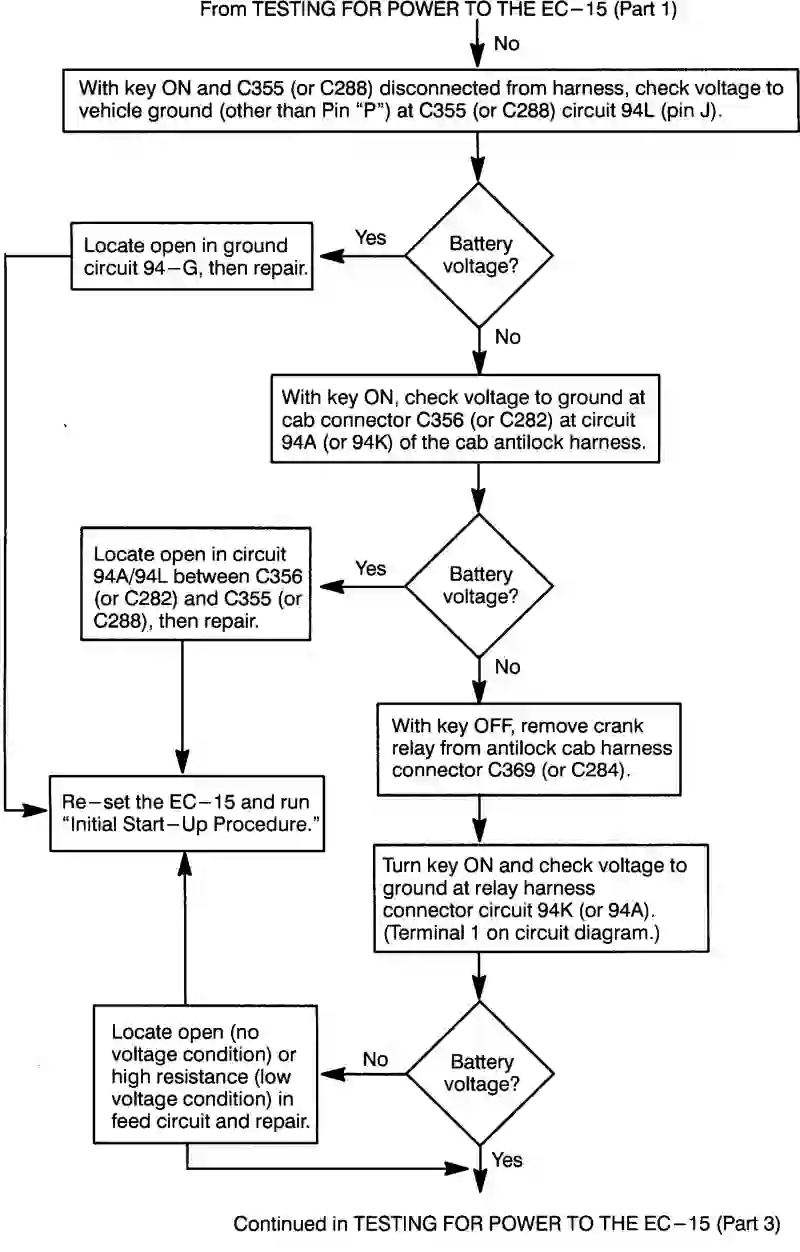 From TESTING FOR POWER TO THE EC–15 (Part 1)
No
With key ON and C355 (or C288) disconnected from harness, check voltage to
vehicle ground (other than Pin “P”) at C355 (or C288) circuit 94L (pin J).
Battery
voltage?
Yes
Locate open in ground
circuit 94–G, then repair.
No
With key ON, check voltage to ground at
cab connector C356 (or C282) at circuit
94A (or 94K) of the cab antilock harness.
Battery
voltage?
Yes
Locate open in circuit
94A/94L between C356
(or C282) and C355 (or
C288), then repair.
No
With key OFF, remove crank
relay from antilock cab harness
connector C369 (or C284).
Re–set the EC–15 and run
“Initial Start–Up Procedure.”
Turn key ON and check voltage to
ground at relay harness
connector circuit 94K (or 94A).
(Terminal 1 on circuit diagram.)
Battery
voltage?
No
Locate open (no
voltage condition) or
high resistance (low
voltage condition) in
feed circuit and repair.
Yes
Continued in TESTING FOR POWER TO THE EC–15 (Part 3)